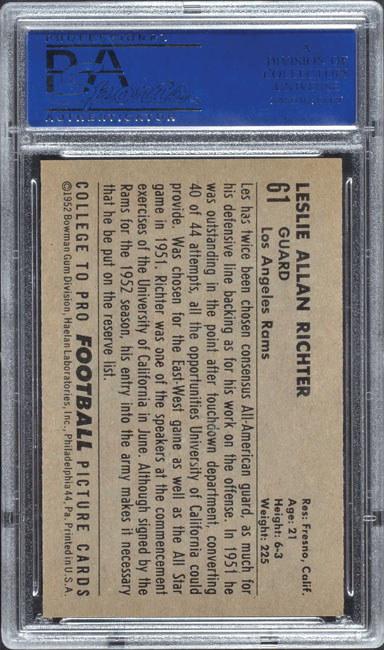 PROFESSIONAL
AUTHENTICATOR
A
DIVISION OF
COLLECTORS
UNIVERSE
LESLIE ALLAN RICHTER
61
GUARD
Los Angeles Rams
Res: Fresno, Calif.
Age: 21
Height: 6-3
Weight: 225
Les has twice been chosen consensus All-American guard, as much for
his defensive line backing as for his work on the offense. In 1951 he
was outstanding in the point after touchdown department, converting
40 of 44 attempts, all the opportunities University of California could
provide. Was chosen for the East-West game as well as the All Star
game in 1951. Richter was one of the speakers at the commencement
exercises of the University of California in June. Although signed by the
Rams for the 1952 season, his entry into the army makes it necessary
that he be put on the reserve list.
COLLEGE TO PRO FOOTBALL PICTURE CARDS
©1952 Bowman Gum Division, Haelan Laboratories, Inc., Philadelphia 44, Pa. Printed in U.S.A.